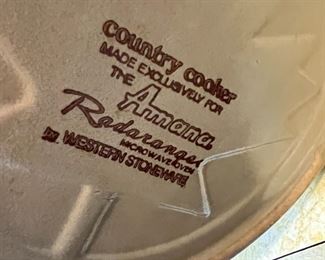 country cooker
MADE EXCLUSIVELY FOR
THE Amana
Radarange
MICROWAVE OVEN
BY WESTERN STONEWARE